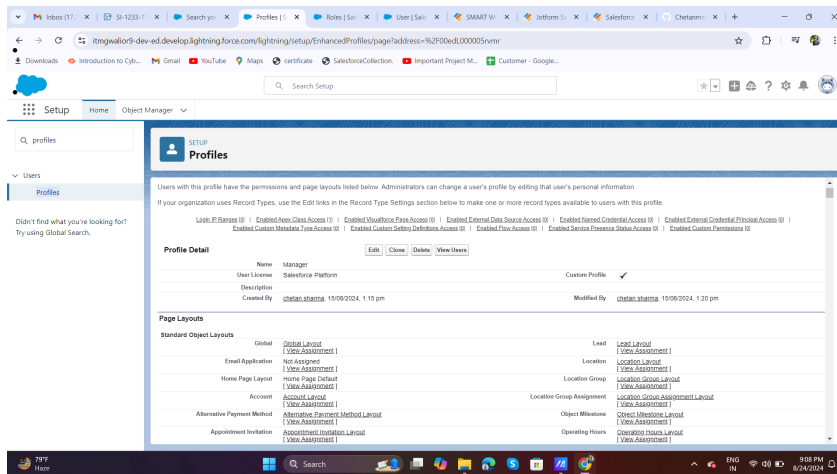 Inbox (17,
SI-1233-1
Search you
Profiles | S
Roles | Sale
User | Sale
SMART W
Jotform S
Salesforce
Chetanme
itmgwalior9-dev-ed.develop.lightning.force.com/lightning/setup/EnhancedProfiles/page?address=%2F00edL000005rvmr
Downloads
Introduction to Cyb...
Gmail
YouTube
Maps
certificate
SalesforceCollection.
Important Project M...
Customer - Google...
Search Setup
Setup
Home
Object Manager
profiles
Users
Profiles
Didn't find what you're looking for?
Try using Global Search.
SETUP
Profiles
Users with this profile have the permissions and page layouts listed below. Administrators can change a user's profile by editing that user's personal information.
If your organization uses Record Types, use the Edit links in the Record Type Settings section below to make one or more record types available to users with this profile.
Login IP Ranges [0] | Enabled Apex Class Access [1] | Enabled Visualforce Page Access [0] | Enabled External Data Source Access [0] | Enabled Named Credential Access [0] | Enabled External Credential Principal Access [0] |
Enabled Custom Metadata Type Access [0] | Enabled Custom Setting Definitions Access [0] | Enabled Flow Access [0] | Enabled Service Presence Status Access [0] | Enabled Custom Permissions [0]
Profile Detail
Edit Clone Delete View Users
Name Manager
User License Salesforce Platform Custom Profile ✓
Description
Created By chetan sharma, 15/08/2024, 1:15 pm Modified By chetan sharma, 15/08/2024, 1:20 pm
Page Layouts
Standard Object Layouts
Global Global Layout Lead Lead Layout
[ View Assignment ] [ View Assignment ]
Email Application Not Assigned Location Location Layout
[ View Assignment ] [ View Assignment ]
Home Page Layout Home Page Default Location Group Location Group Layout
[ View Assignment ] [ View Assignment ]
Account Account Layout Location Group Assignment Location Group Assignment Layout
[ View Assignment ] [ View Assignment ]
Alternative Payment Method Alternative Payment Method Layout Object Milestone Object Milestone Layout
[ View Assignment ] [ View Assignment ]
Appointment Invitation Appointment Invitation Layout Operating Hours Operating Hours Layout
[ View Assignment ] [ View Assignment ]
79°F
Haze
Search
ENG
IN
9:08 PM
8/24/2024